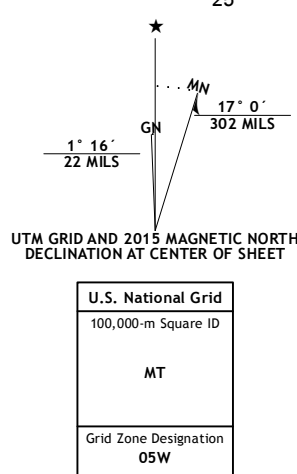 25
★
MN
GN
17° 0´
302 MILS
1° 16´
22 MILS
UTM GRID AND 2015 MAGNETIC NORTH
DECLINATION AT CENTER OF SHEET
U.S. National Grid
100,000-m Square ID
MT
Grid Zone Designation
05W